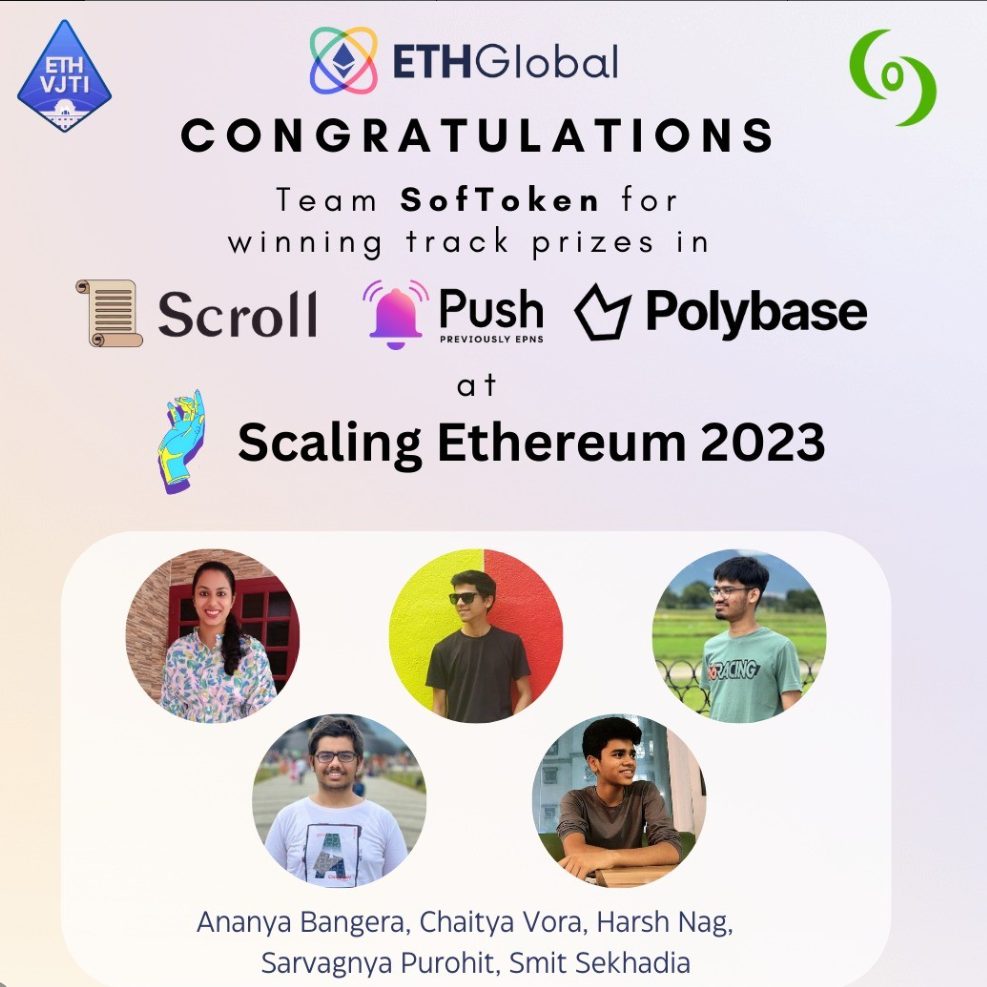 ETH
VJTI
ETHGlobal
CONGRATULATIONS
Team SofToken for
winning track prizes in
Scroll
Push
PREVIOUSLY EPNS
Polybase
at
Scaling Ethereum 2023
RACING
A
Ananya Bangera, Chaitya Vora, Harsh Nag,
Sarvagnya Purohit, Smit Sekhadia